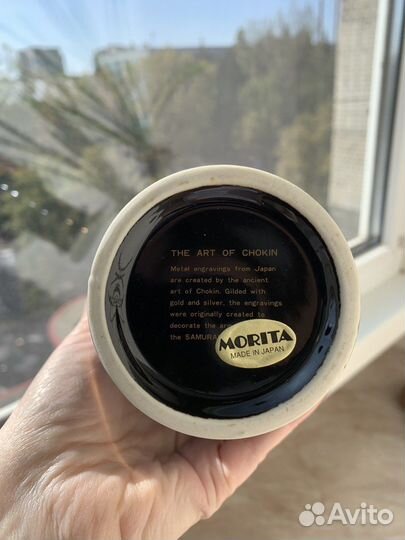 THE ART OF CHOKIN
Metal engravings from Japan
are created by the ancient
art of Chokin. Gilded with
gold and silver, the engravings
were originally created to
decorate the
the SAMURA
MORITA
MADE IN JAPAN
Avito